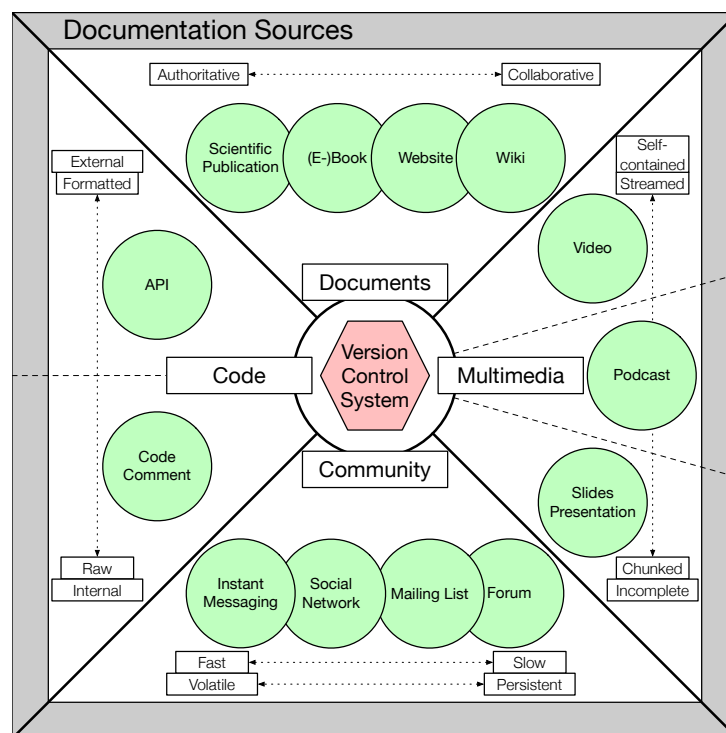 Documentation Sources
Authoritative
Collaborative
Scientific
Publication
(E-)Book
Website
Wiki
External
Formatted
Self-
contained
Streamed
Video
API
Documents
Version
Control
System
Code
Multimedia
Podcast
Community
Code
Comment
Slides
Presentation
Raw
Internal
Chunked
Incomplete
Instant
Messaging
Social
Network
Mailing List
Forum
Fast
Slow
Volatile
Persistent